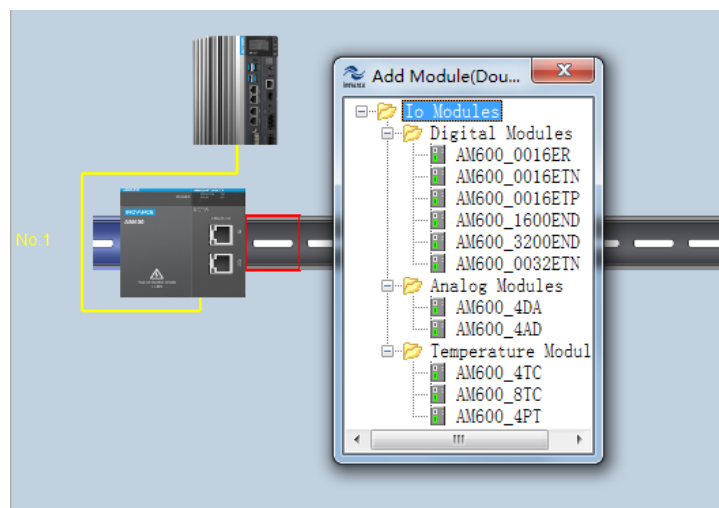 Add Module(Dou...
Io Modules
Digital Modules
AM600_0016ER
AM600_0016ETN
AM600_0016ETP
AM600_1600END
AM600_3200END
AM600_0032ETN
Analog Modules
AM600_4DA
AM600_4AD
Temperature Modul
AM600_4TC
AM600_8TC
AM600_4PT
No.1
INOVANCE